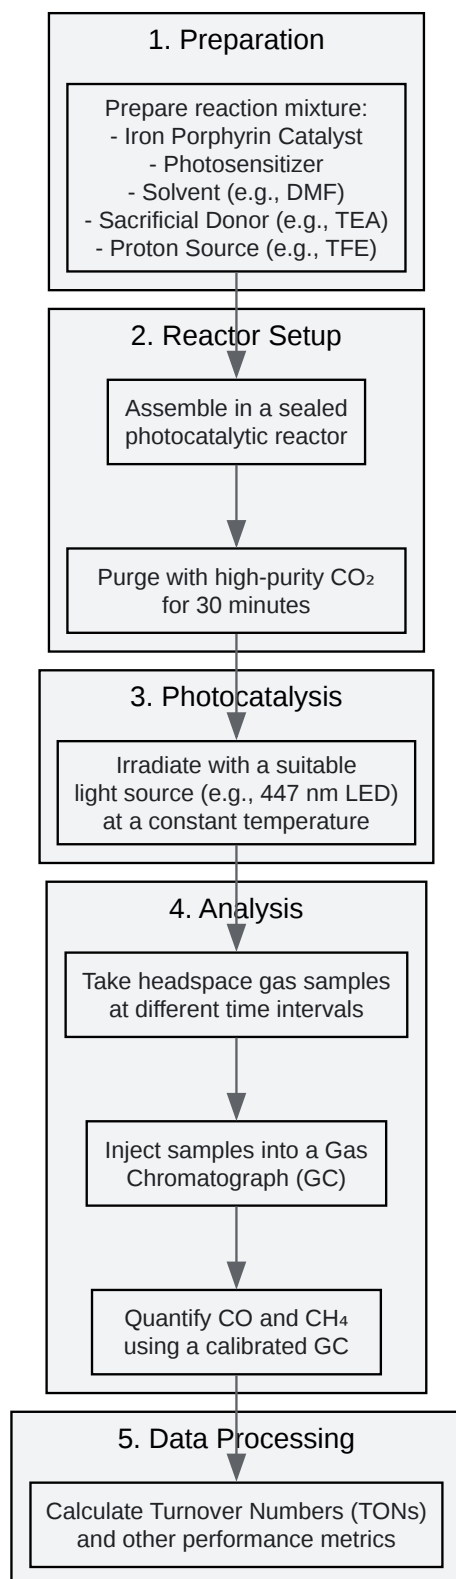 1. Preparation
Prepare reaction mixture:
- Iron Porphyrin Catalyst
- Photosensitizer
- Solvent (e.g., DMF)
- Sacrificial Donor (e.g., TEA)
- Proton Source (e.g., TFE)
2. Reactor Setup
Assemble in a sealed
photocatalytic reactor
Purge with high-purity CO₂
for 30 minutes
3. Photocatalysis
Irradiate with a suitable
light source (e.g., 447 nm LED)
at a constant temperature
4. Analysis
Take headspace gas samples
at different time intervals
Inject samples into a Gas
Chromatograph (GC)
Quantify CO and CH₄
using a calibrated GC
5. Data Processing
Calculate Turnover Numbers (TONs)
and other performance metrics